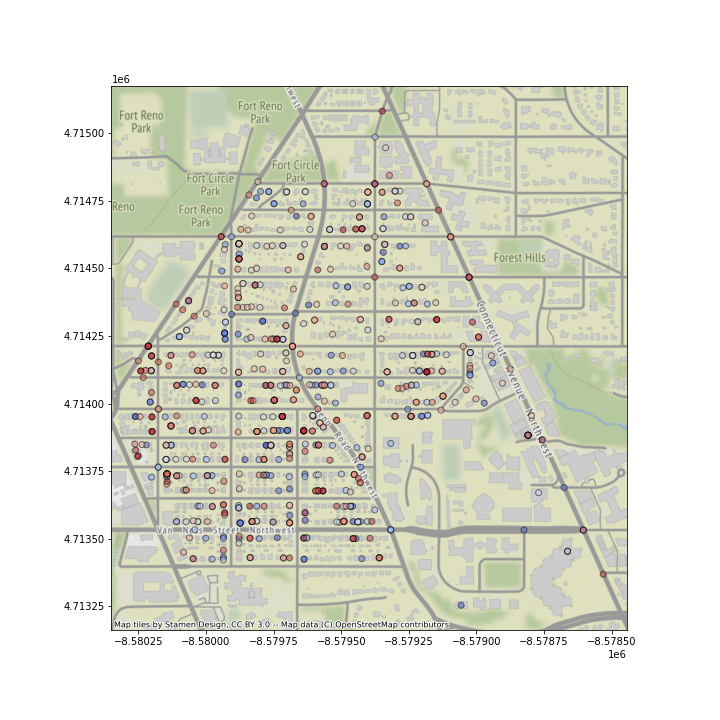 1e6
4.71500
4.71475
4.71450
4.71425
4.71400
4.71375
4.71350
4.71325
Fort Reno
Park
Fort Reno
Park
west
Fort Circle
Park
Fort Circle
Park
Reno
Fort Reno
Park
Forest Hills
Connecticut Avenue Northwest
Road Northwest
Van Ness Street Northwest
Map tiles by Stamen Design, CC BY 3.0 -- Map data (C) OpenStreetMap contributors
−8.58025 −8.58000 −8.57975 −8.57950 −8.57925 −8.57900 −8.57875 −8.57850
1e6